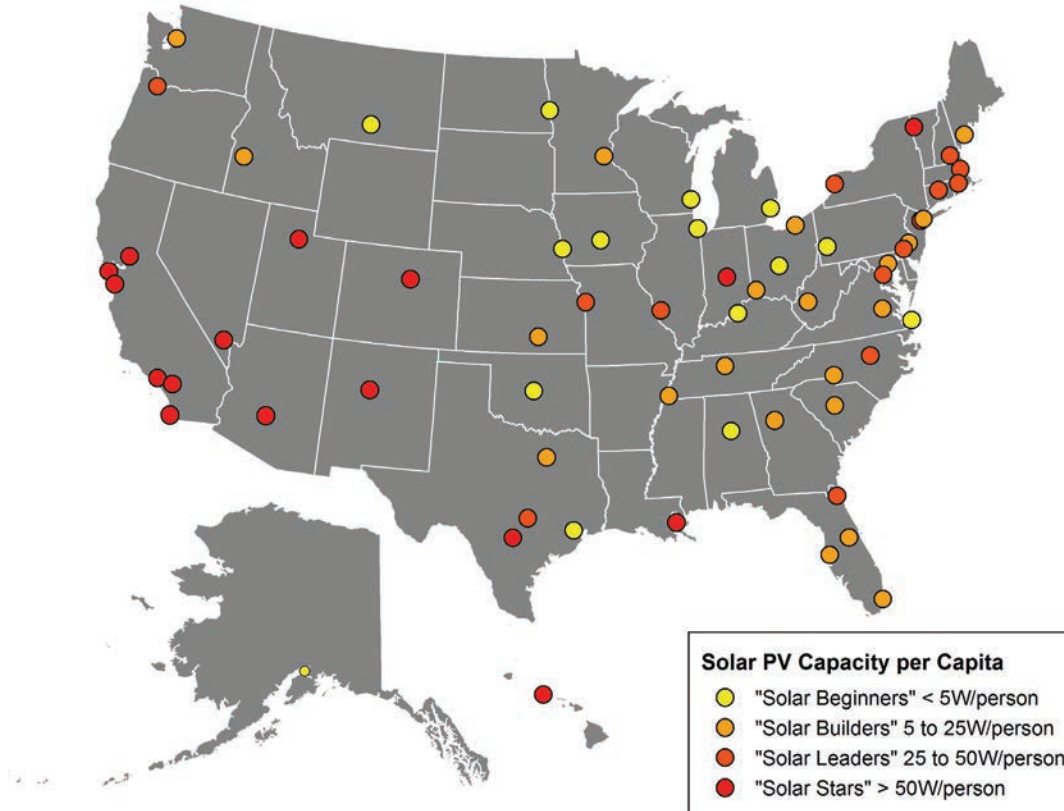 Solar PV Capacity per Capita
"Solar Beginners" < 5W/person
"Solar Builders" 5 to 25W/person
"Solar Leaders" 25 to 50W/person
"Solar Stars" > 50W/person